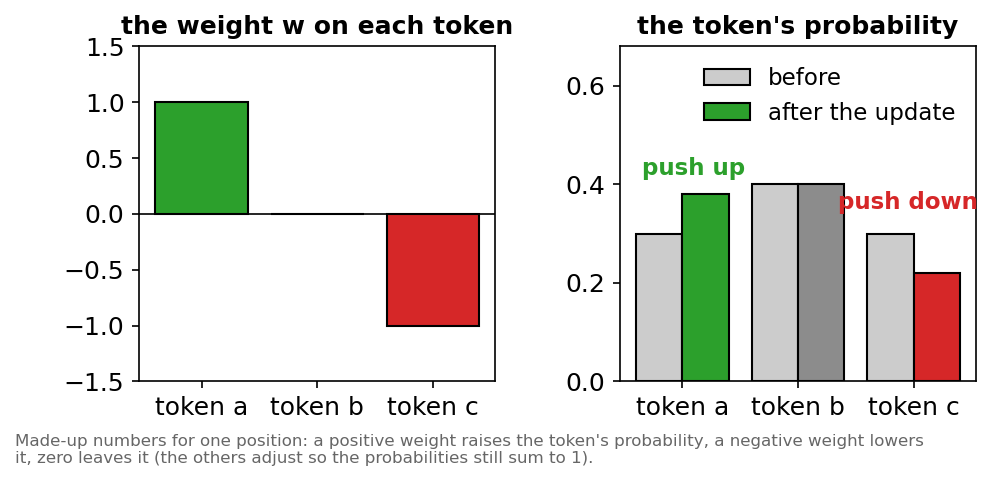 the weight w on each token
1.5
1.0
0.5
0.0
−0.5
−1.0
−1.5
token a
token b
token c
the token's probability
before
after the update
push up
push down
0.6
0.4
0.2
0.0
token a
token b
token c
Made-up numbers for one position: a positive weight raises the token's probability, a negative weight lowers
it, zero leaves it (the others adjust so the probabilities still sum to 1).